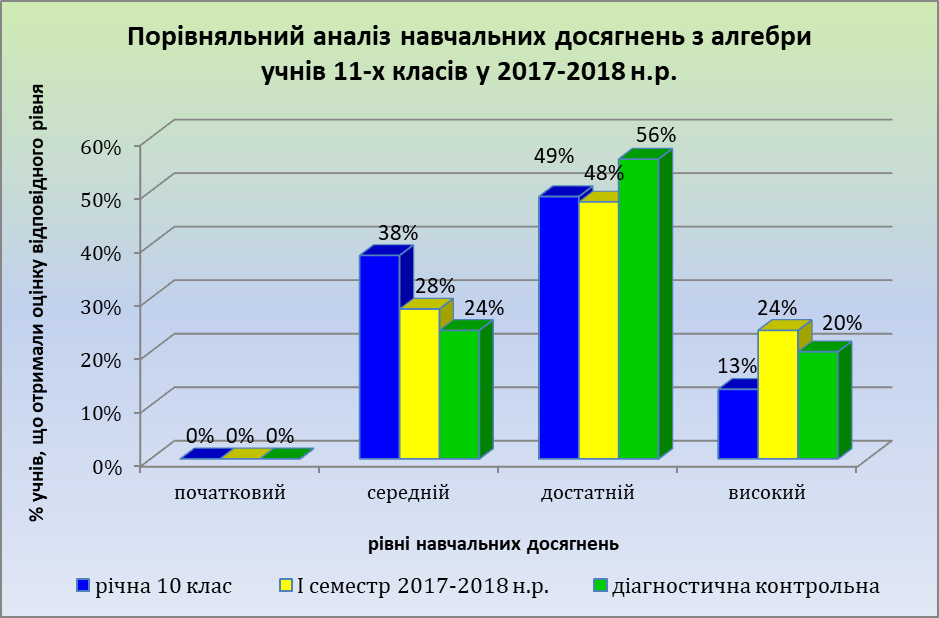 Порівняльний аналіз навчальних досягнень з алгебри
учнів 11-х класів у 2017-2018 н.р.
% учнів, що отримали оцінку відповідного рівня
60%
50%
40%
30%
20%
10%
0%
0% 0% 0%
38%
28%
24%
49%
48%
56%
13%
24%
20%
початковий
середній
достатній
високий
рівні навчальних досягнень
річна 10 клас
І семестр 2017-2018 н.р.
діагностична контрольна